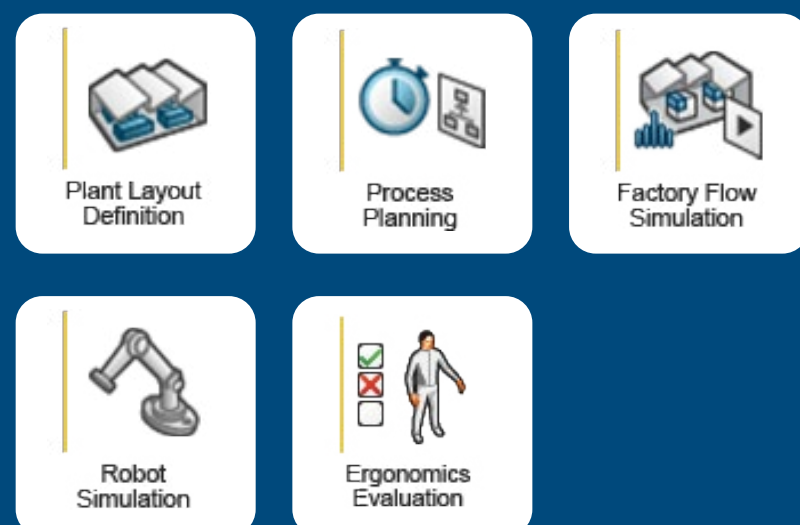 Plant Layout
Definition
Process
Planning
Factory Flow
Simulation
Robot
Simulation
Ergonomics
Evaluation